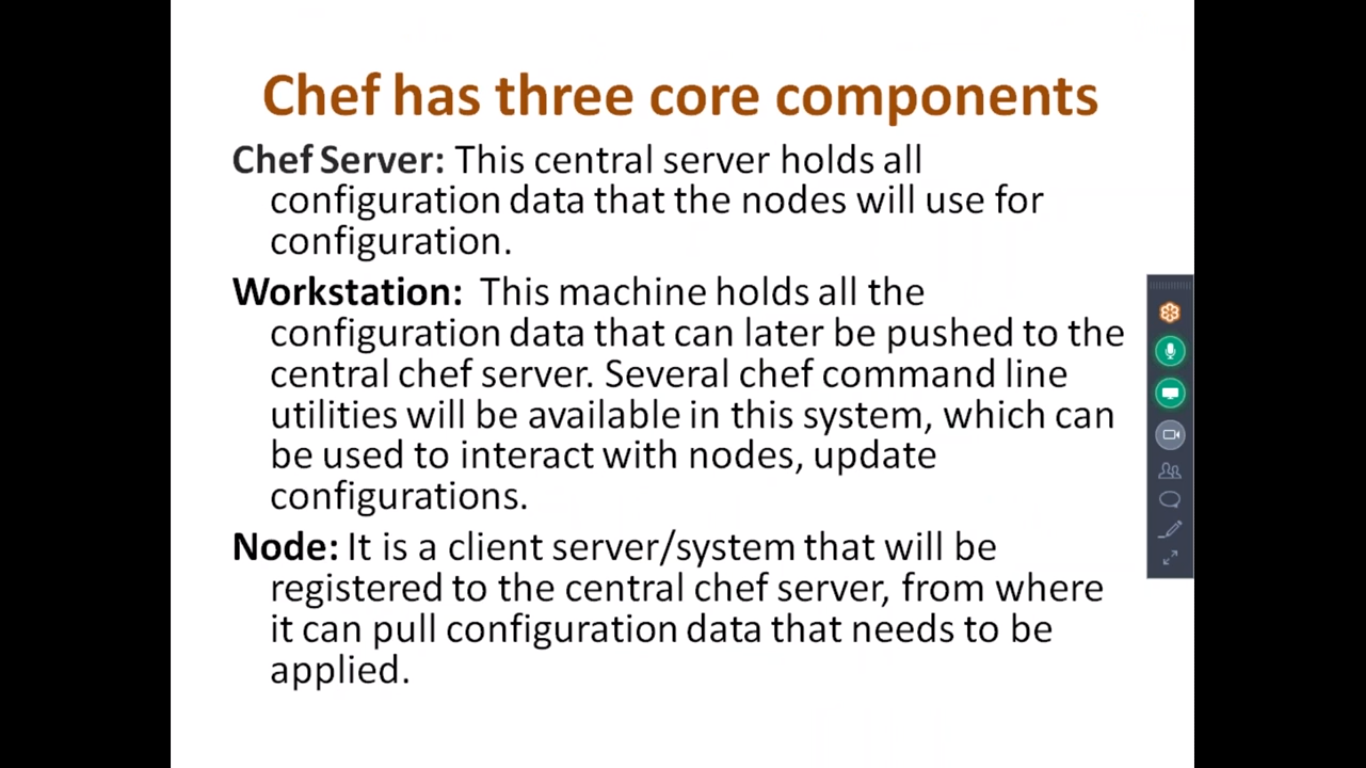 Chef has three core components
Chef Server: This central server holds all
configuration data that the nodes will use for
configuration.
Workstation:  This machine holds all the
configuration data that can later be pushed to the
central chef server. Several chef command line
utilities will be available in this system, which can
be used to interact with nodes, update
configurations.
Node: It is a client server/system that will be
registered to the central chef server, from where
it can pull configuration data that needs to be
applied.